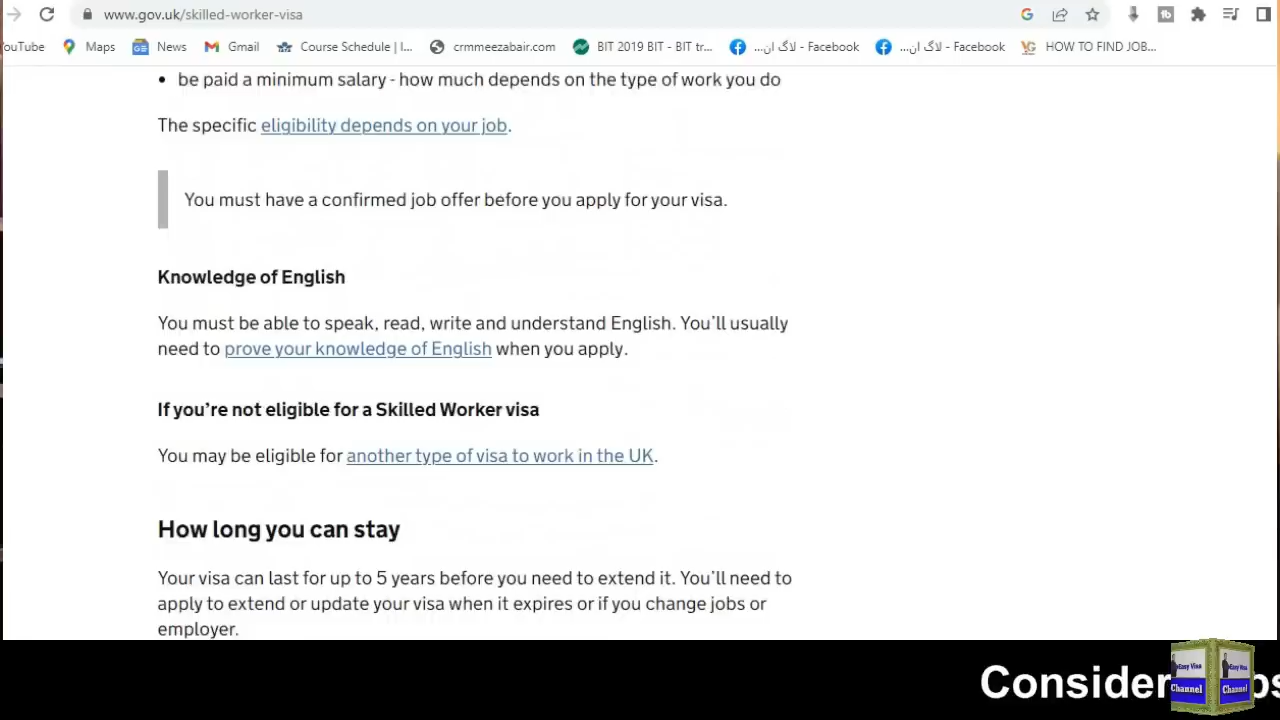 www.gov.uk/skilled-worker-visa
ouTube Maps News Gmail Course Schedule | I... crmmeezabair.com BIT 2019 BIT - BIT tr... لاگ ان... - Facebook لاگ ان... - Facebook HOW TO FIND JOB...
• be paid a minimum salary - how much depends on the type of work you do
The specific eligibility depends on your job.
You must have a confirmed job offer before you apply for your visa.
Knowledge of English
You must be able to speak, read, write and understand English. You’ll usually
need to prove your knowledge of English when you apply.
If you’re not eligible for a Skilled Worker visa
You may be eligible for another type of visa to work in the UK.
How long you can stay
Your visa can last for up to 5 years before you need to extend it. You’ll need to
apply to extend or update your visa when it expires or if you change jobs or
employer.
Consider
Easy Visa Easy Visa
Channel Channel